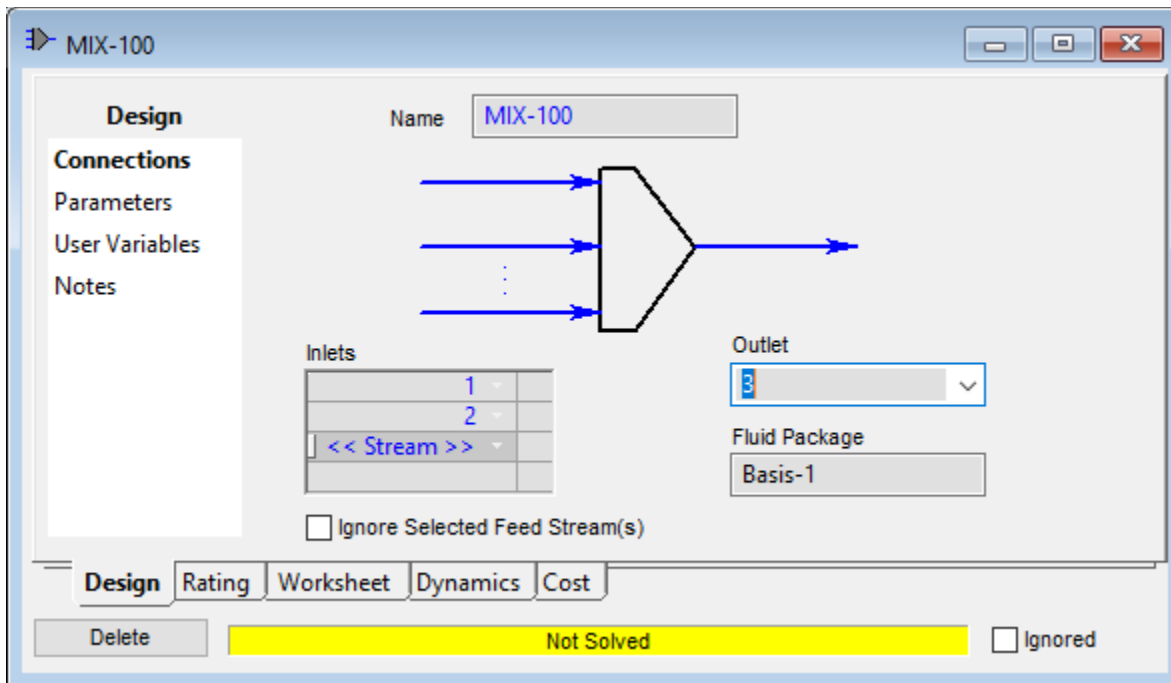 MIX-100
Design
Connections
Parameters
User Variables
Notes
Name MIX-100
Inlets
1
2
<< Stream >>
Ignore Selected Feed Stream(s)
Outlet
3
Fluid Package
Basis-1
Design Rating Worksheet Dynamics Cost
Delete Not Solved Ignored